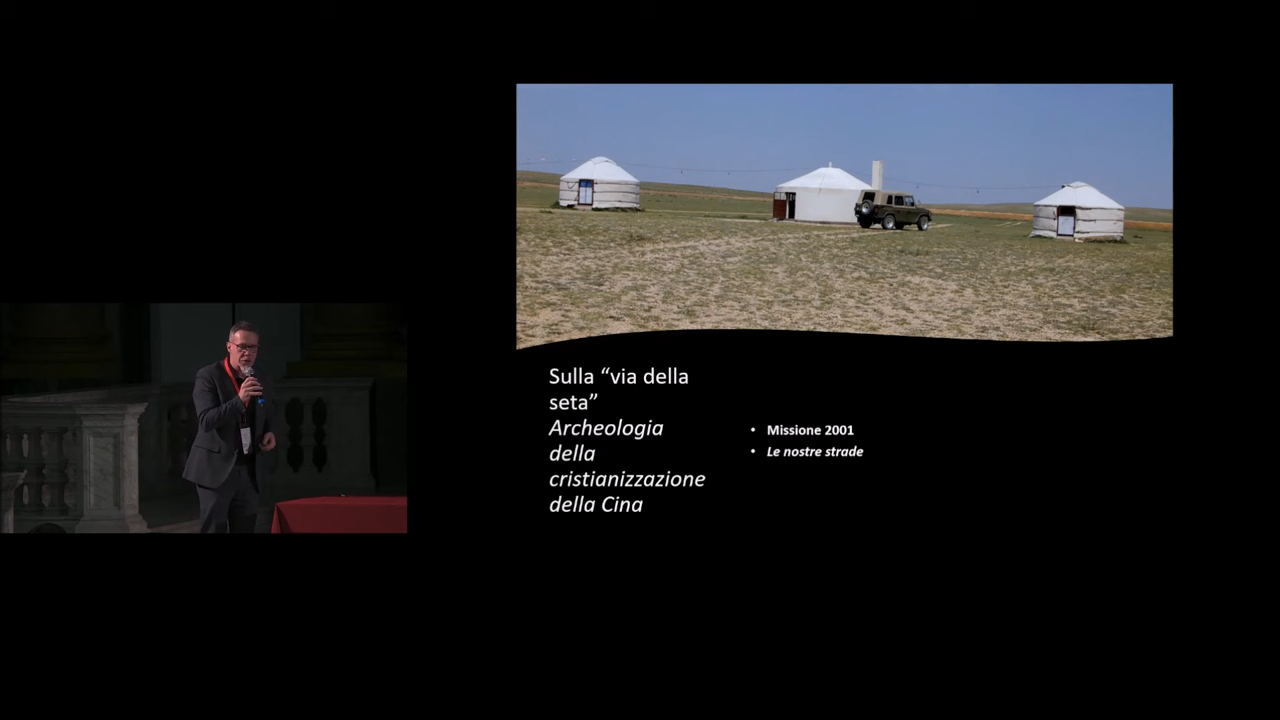 Sulla “via della
seta”
Archeologia
della
cristianizzazione
della Cina
• Missione 2001
• Le nostre strade